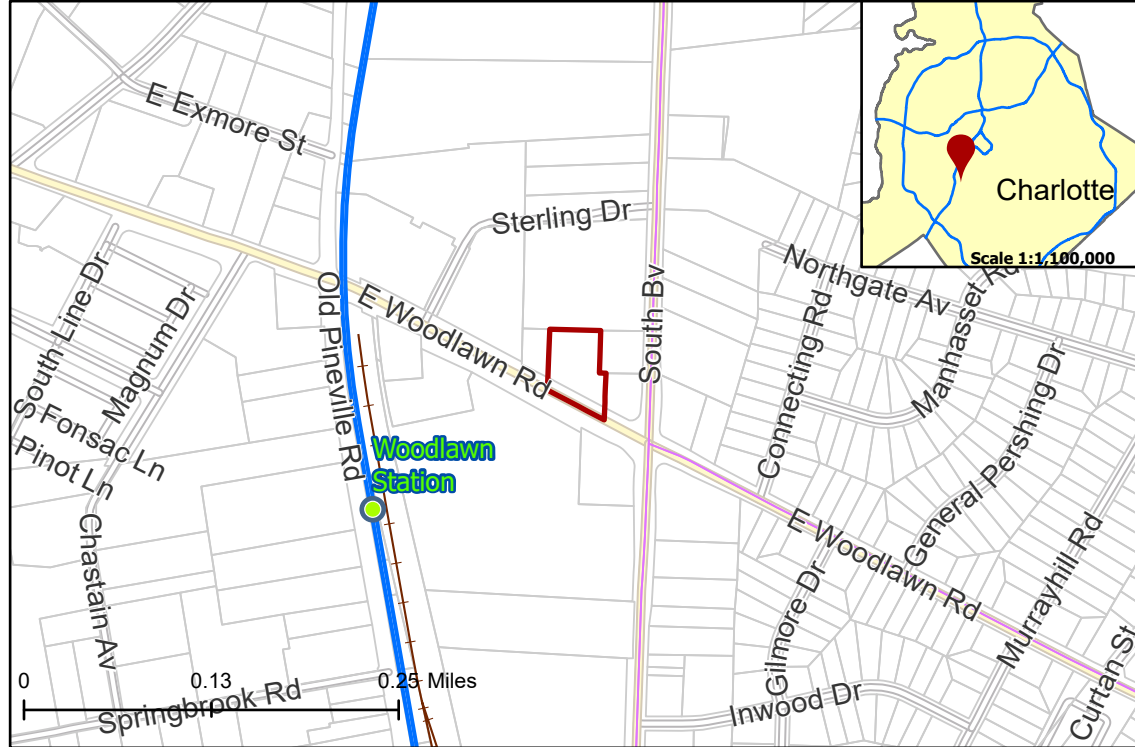 E Exmore St
Sterling Dr
Charlotte
Scale 1:1,100,000
Northgate Av
Manhasset Rd
Connecting Rd
South Bv
South Line Dr
Magnum Dr
Old Pineville Rd
E Woodlawn Rd
General Pershing Dr
S Fonsac Ln
Pinot Ln
Woodlawn
Station
Chastain Av
E Woodlawn Rd
Gilmore Dr
Murrayhill Rd
Curtan St
Inwood Dr
Springbrook Rd
0
0.13
0.25 Miles